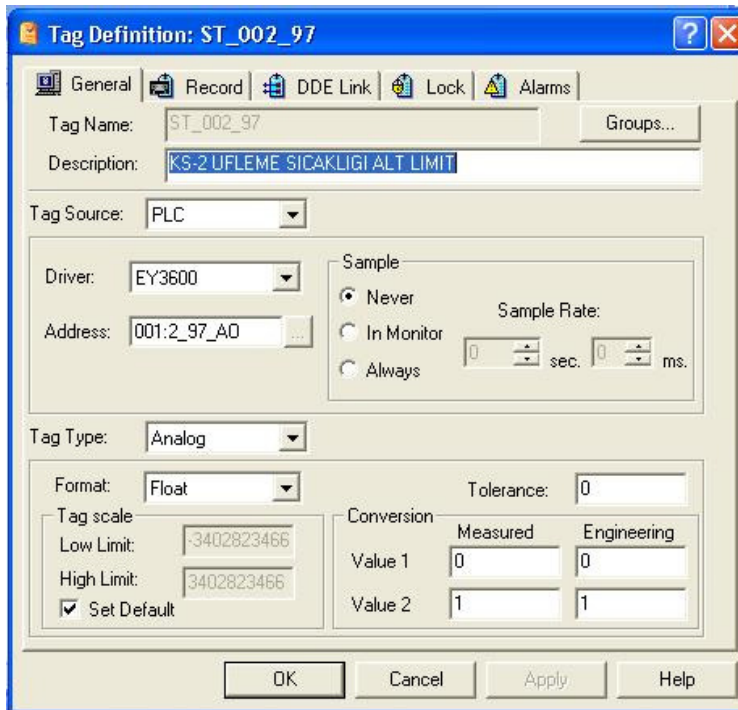 Tag Definition: ST_002_97
General Record DDE Link Lock Alarms
Tag Name: ST_002_97 Groups...
Description: KS-2 UFLEME SICAKLIGI ALT LIMIT
Tag Source: PLC
Sample
Driver: EY3600
Never
Sample Rate:
Address: 001:2_97_AO ...
In Monitor
0 sec. 0 ms.
Always
Tag Type: Analog
Format: Float
Tolerance: 0
Tag scale
Conversion
Low Limit: -3402823466
Measured Engineering
Value 1 0 0
High Limit: 3402823466
Value 2 1 1
Set Default
OK Cancel Apply Help